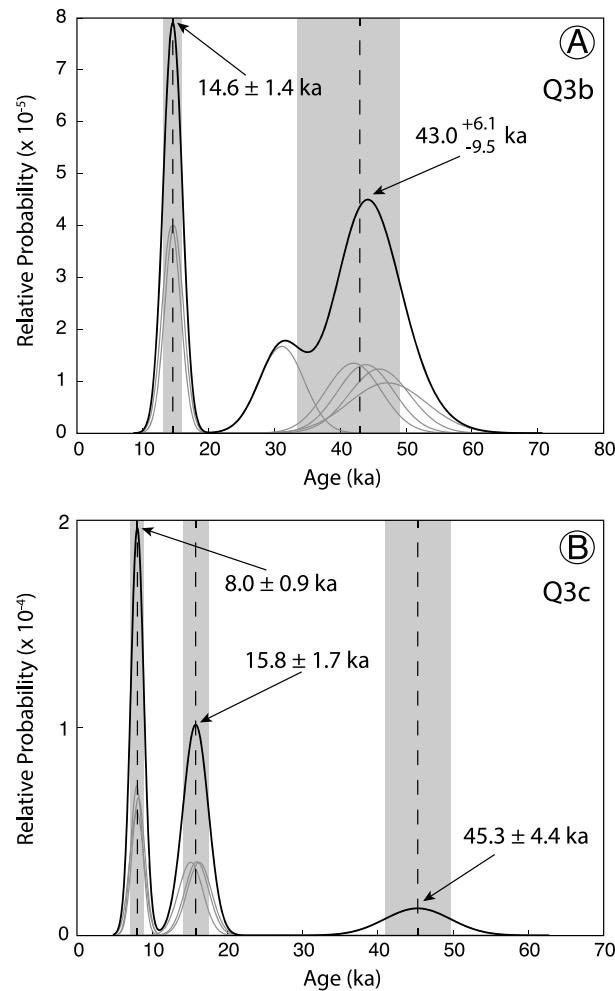 A
Q3b
14.6 ± 1.4 ka
43.0 +6.1 -9.5 ka
Relative Probability (x 10-5)
8
7
6
5
4
3
2
1
0
0 10 20 30 40 50 60 70 80
Age (ka)
B
Q3c
8.0 ± 0.9 ka
15.8 ± 1.7 ka
45.3 ± 4.4 ka
Relative Probability (x 10-4)
2
1
0
0 10 20 30 40 50 60 70
Age (ka)